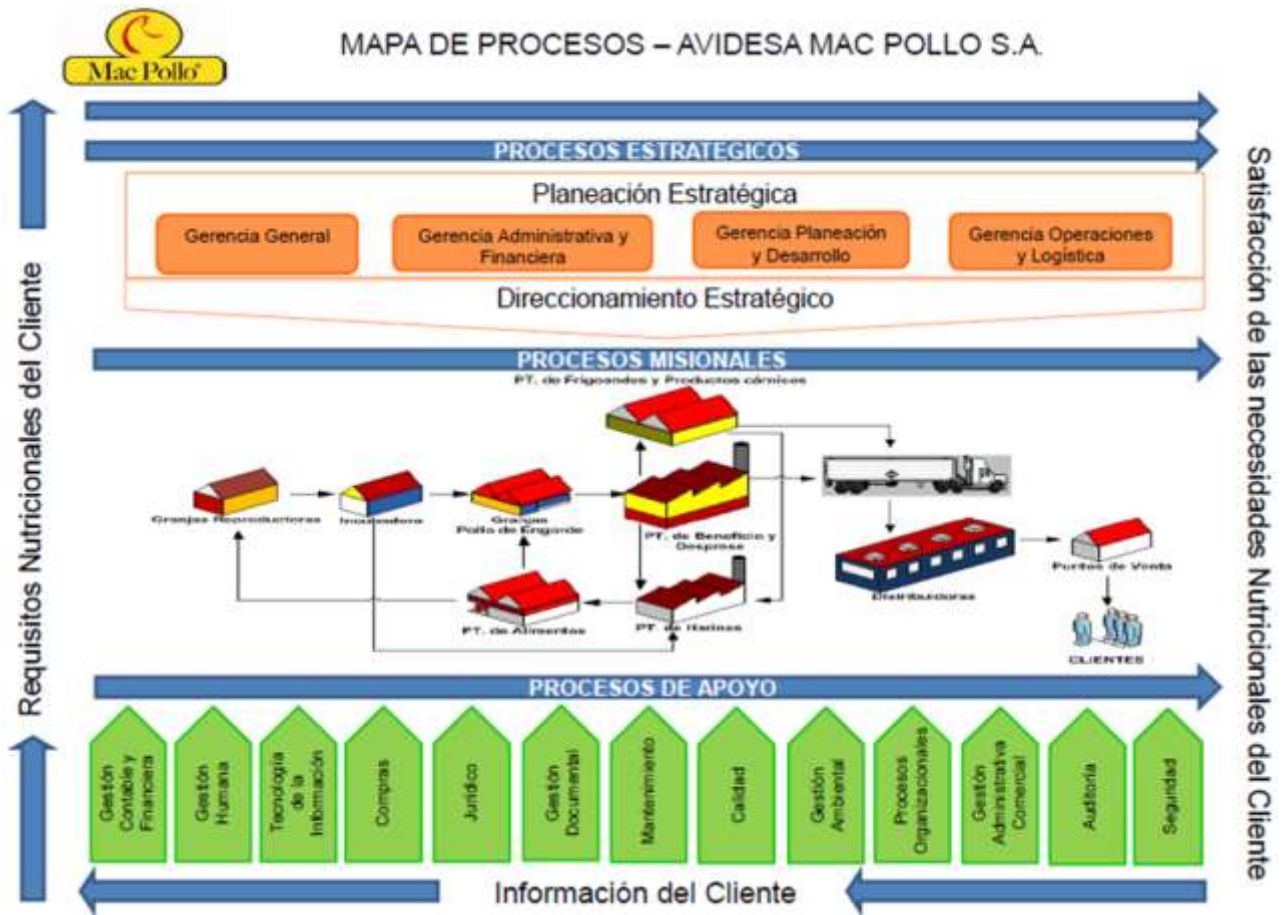 Mac Pollo
MAPA DE PROCESOS – AVIDESA MAC POLLO S.A.
PROCESOS ESTRATEGICOS
Planeación Estratégica
Gerencia General
Gerencia Administrativa y
Financiera
Gerencia Planeación
y Desarrollo
Gerencia Operaciones
y Logística
Direccionamiento Estratégico
PROCESOS MISIONALES
PT. de Frigoandes y Productos cárnicos
Granjas Reproductoras
Incubadora
Granjas
Pollo de Engorde
PT. de Beneficio y
Desprese
PT. de Alimentos
PT. de Harinas
Distribuidoras
Puntos de Venta
CLIENTES
PROCESOS DE APOYO
Gestión
Contable y
Financiera
Gestión
Humana
Tecnología
de la
Información
Compras
Jurídico
Gestión
Documental
Mantenimiento
Calidad
Gestión
Ambiental
Procesos
Organizacionales
Gestión
Administrativa
Comercial
Auditoria
Seguridad
Información del Cliente
Requisitos Nutricionales del Cliente
Satisfacción de las necesidades Nutricionales del Cliente